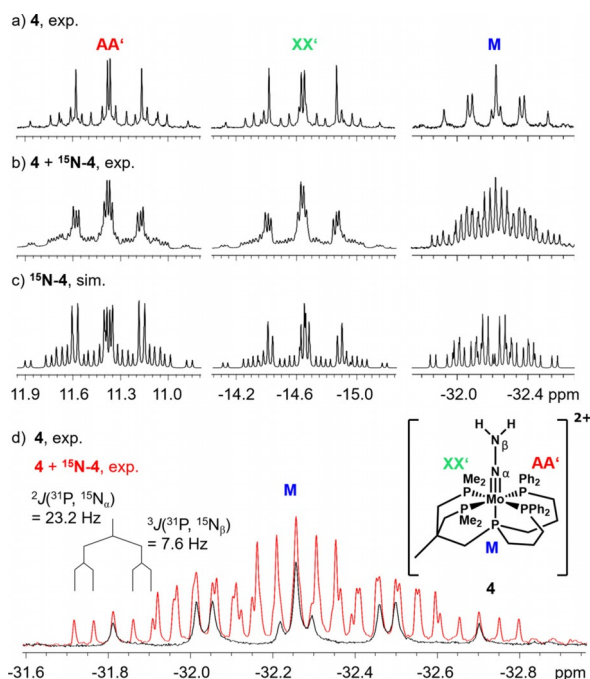 a) 4, exp.
AA‘ XX‘ M
b) 4 + ¹⁵N-4, exp.
c) ¹⁵N-4, sim.
11.9 11.6 11.3 11.0 -14.2 -14.6 -15.0 -32.0 -32.4 ppm
d) 4, exp.
4 + ¹⁵N-4, exp.
M
²J(³¹P, ¹⁵Nα)
= 23.2 Hz
³J(³¹P, ¹⁵Nβ)
= 7.6 Hz
H H
Nβ
2+
XX‘ Nα AA‘
Me₂ Ph₂
P Mo P
P PPh₂
Me₂ P
M
4
-31.6 -31.8 -32.0 -32.2 -32.4 -32.6 -32.8 ppm